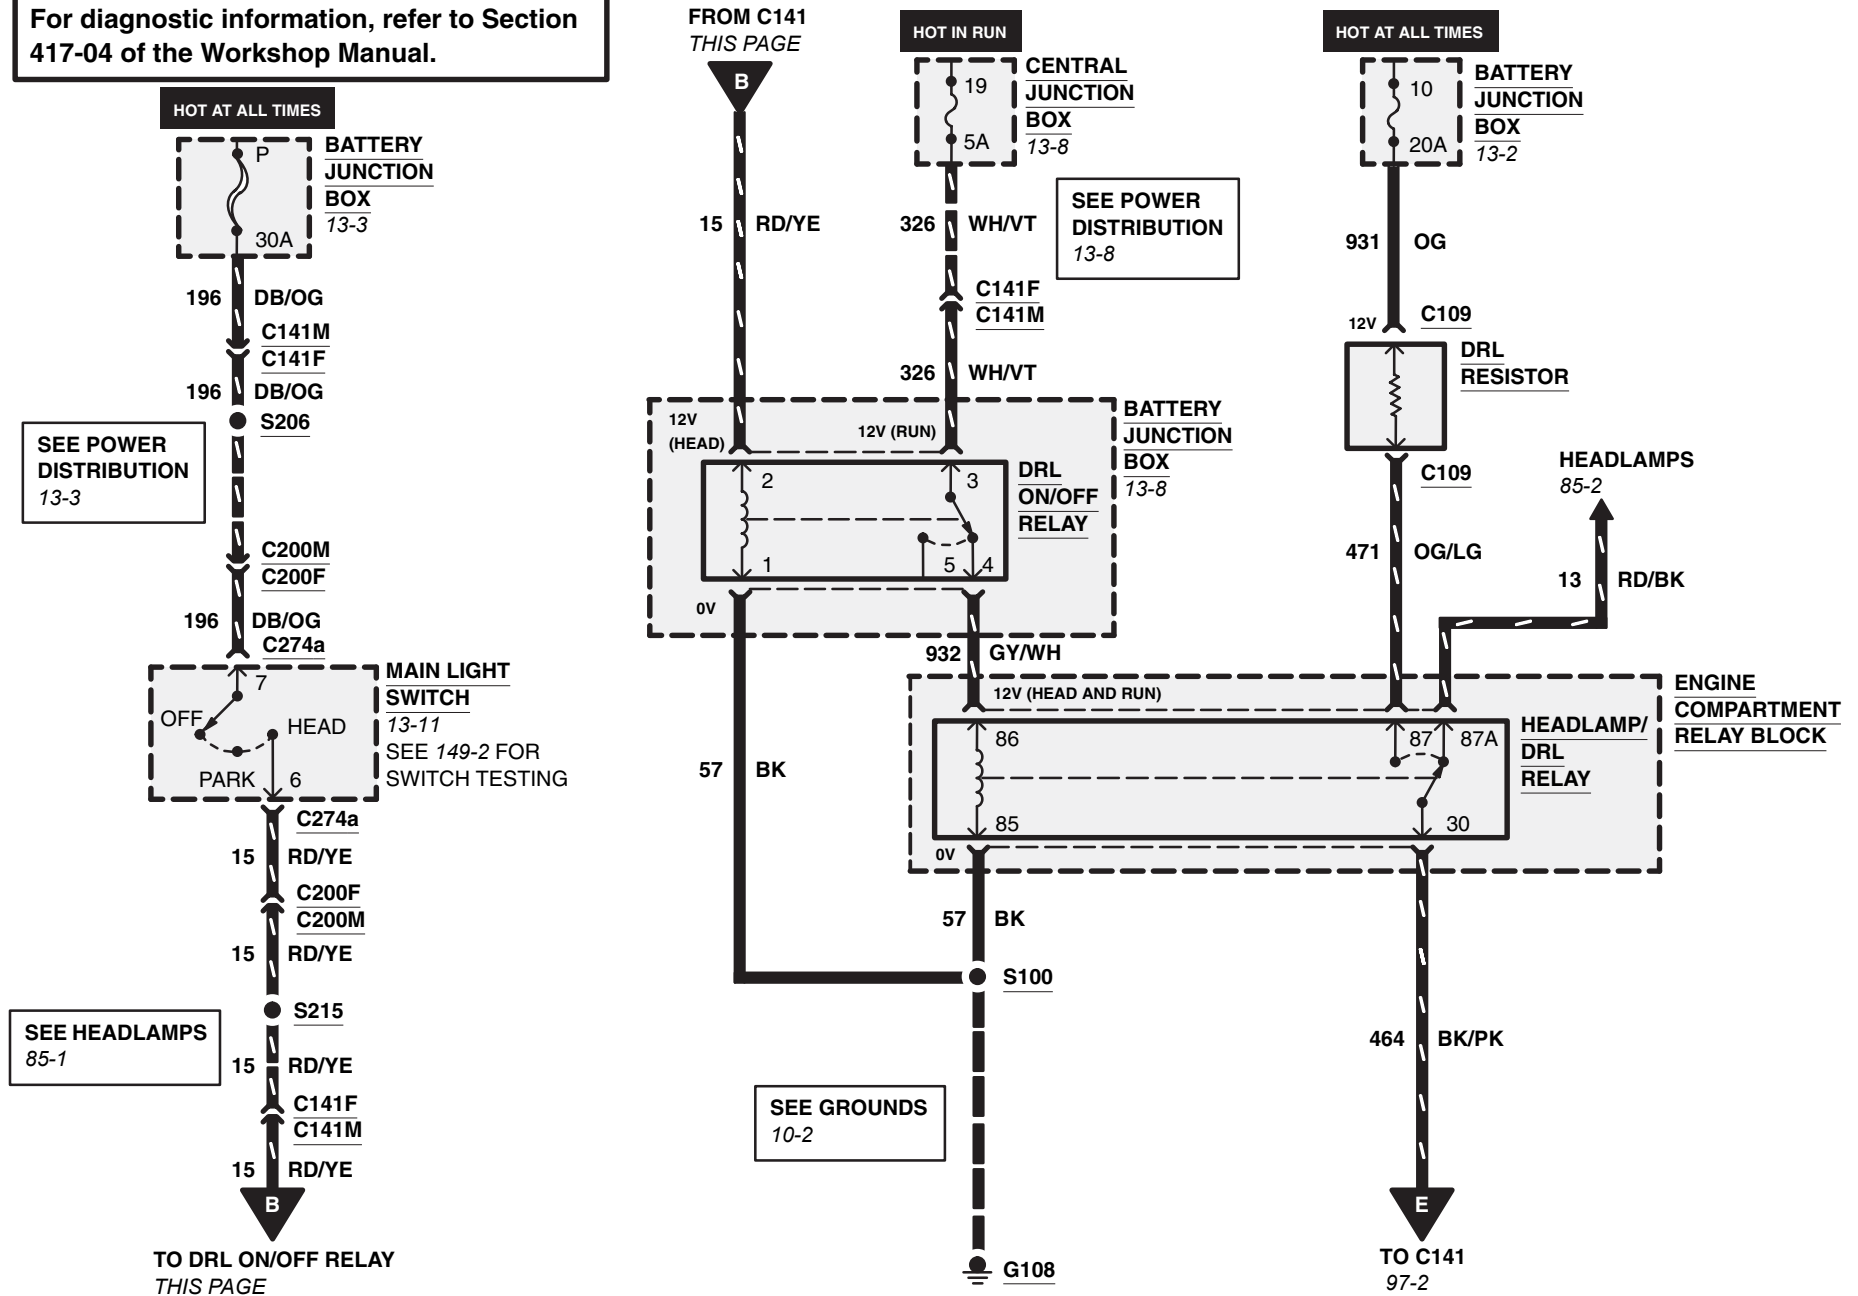 For diagnostic information, refer to Section
417-04 of the Workshop Manual.
HOT AT ALL TIMES
P
30A
BATTERY
JUNCTION
BOX
13-3
196 DB/OG
C141M
C141F
196 DB/OG
S206
SEE POWER
DISTRIBUTION
13-3
C200M
C200F
196 DB/OG
C274a
7
OFF
HEAD
PARK
6
MAIN LIGHT
SWITCH
13-11
SEE 149-2 FOR
SWITCH TESTING
C274a
15 RD/YE
C200F
C200M
15 RD/YE
S215
SEE HEADLAMPS
85-1
15 RD/YE
C141F
C141M
15 RD/YE
B
TO DRL ON/OFF RELAY
THIS PAGE
FROM C141
THIS PAGE
B
15 RD/YE
HOT IN RUN
19
5A
CENTRAL
JUNCTION
BOX
13-8
326 WH/VT
SEE POWER
DISTRIBUTION
13-8
C141F
C141M
326 WH/VT
12V
(HEAD)
12V (RUN)
BATTERY
JUNCTION
BOX
13-8
2
3
1
5
4
DRL
ON/OFF
RELAY
0V
57 BK
932 GY/WH
HOT AT ALL TIMES
10
20A
BATTERY
JUNCTION
BOX
13-2
931 OG
12V
C109
DRL
RESISTOR
C109
471 OG/LG
HEADLAMPS
85-2
13 RD/BK
12V (HEAD AND RUN)
86
87
87A
85
30
HEADLAMP/
DRL
RELAY
ENGINE
COMPARTMENT
RELAY BLOCK
0V
57 BK
S100
SEE GROUNDS
10-2
G108
464 BK/PK
E
TO C141
97-2